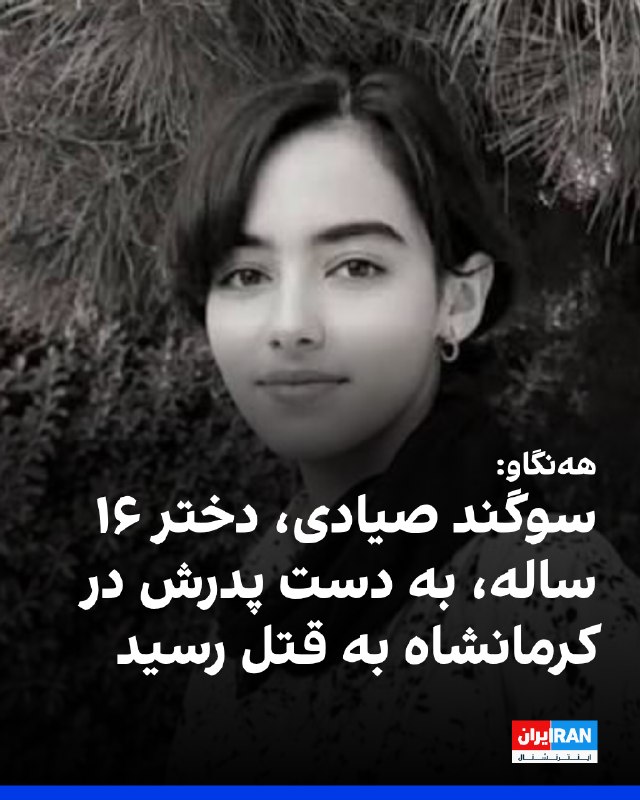 هه‌نگاو:
سوگند صیادی، دختر ۱۶
ساله، به دست پدرش در
کرمانشاه به قتل رسید
ایران IRAN
اینترنشنال